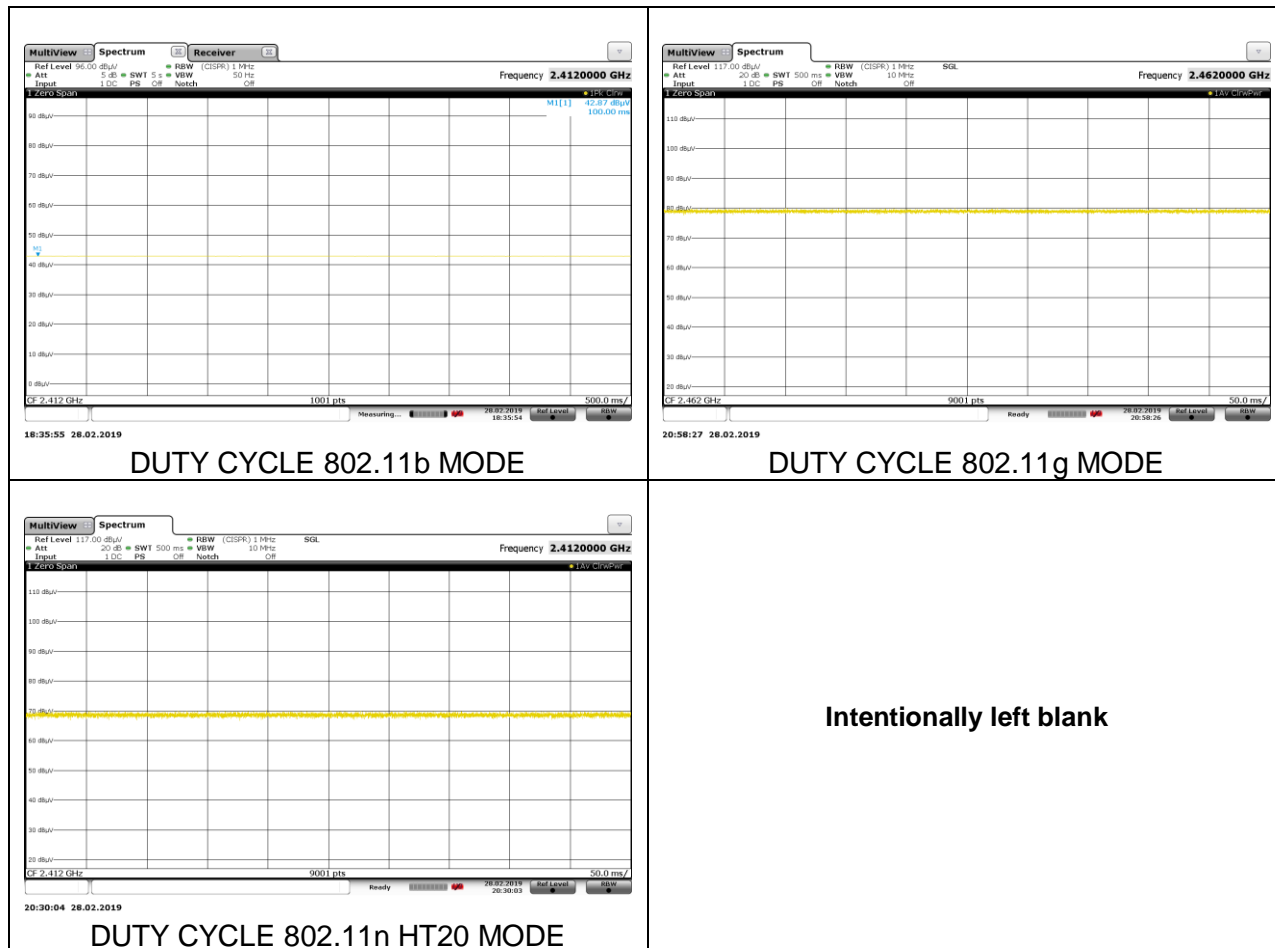 MultiView Spectrum Receiver
Ref Level 96.00 dBµV RBW (CISPR) 1 MHz
Att 5 dB SWT 5 s VBW 50 Hz Frequency 2.4120000 GHz
Input 1 DC PS Off Notch Off
1 Zero Span 1Pk Clrw
M1[1] 42.87 dBµV
100.00 ms
90 dBµV
80 dBµV
70 dBµV
60 dBµV
50 dBµV
M1
40 dBµV
30 dBµV
20 dBµV
10 dBµV
0 dBµV
CF 2.412 GHz 1001 pts 500.0 ms/
Measuring... 28.02.2019 Ref Level RBW
18:35:54
18:35:55 28.02.2019
DUTY CYCLE 802.11b MODE
MultiView Spectrum
Ref Level 117.00 dBµV RBW (CISPR) 1 MHz SGL
Att 20 dB SWT 500 ms VBW 10 MHz Frequency 2.4620000 GHz
Input 1 DC PS Off Notch Off
1 Zero Span 1Av ClrwPwr
110 dBµV
100 dBµV
90 dBµV
80 dBµV
70 dBµV
60 dBµV
50 dBµV
40 dBµV
30 dBµV
20 dBµV
CF 2.462 GHz 9001 pts 50.0 ms/
Ready 28.02.2019 Ref Level RBW
20:58:26
20:58:27 28.02.2019
DUTY CYCLE 802.11g MODE
MultiView Spectrum
Ref Level 117.00 dBµV RBW (CISPR) 1 MHz SGL
Att 20 dB SWT 500 ms VBW 10 MHz Frequency 2.4120000 GHz
Input 1 DC PS Off Notch Off
1 Zero Span 1Av ClrwPwr
110 dBµV
100 dBµV
90 dBµV
80 dBµV
70 dBµV
60 dBµV
50 dBµV
40 dBµV
30 dBµV
20 dBµV
CF 2.412 GHz 9001 pts 50.0 ms/
Ready 28.02.2019 Ref Level RBW
20:30:03
20:30:04 28.02.2019
DUTY CYCLE 802.11n HT20 MODE
Intentionally left blank